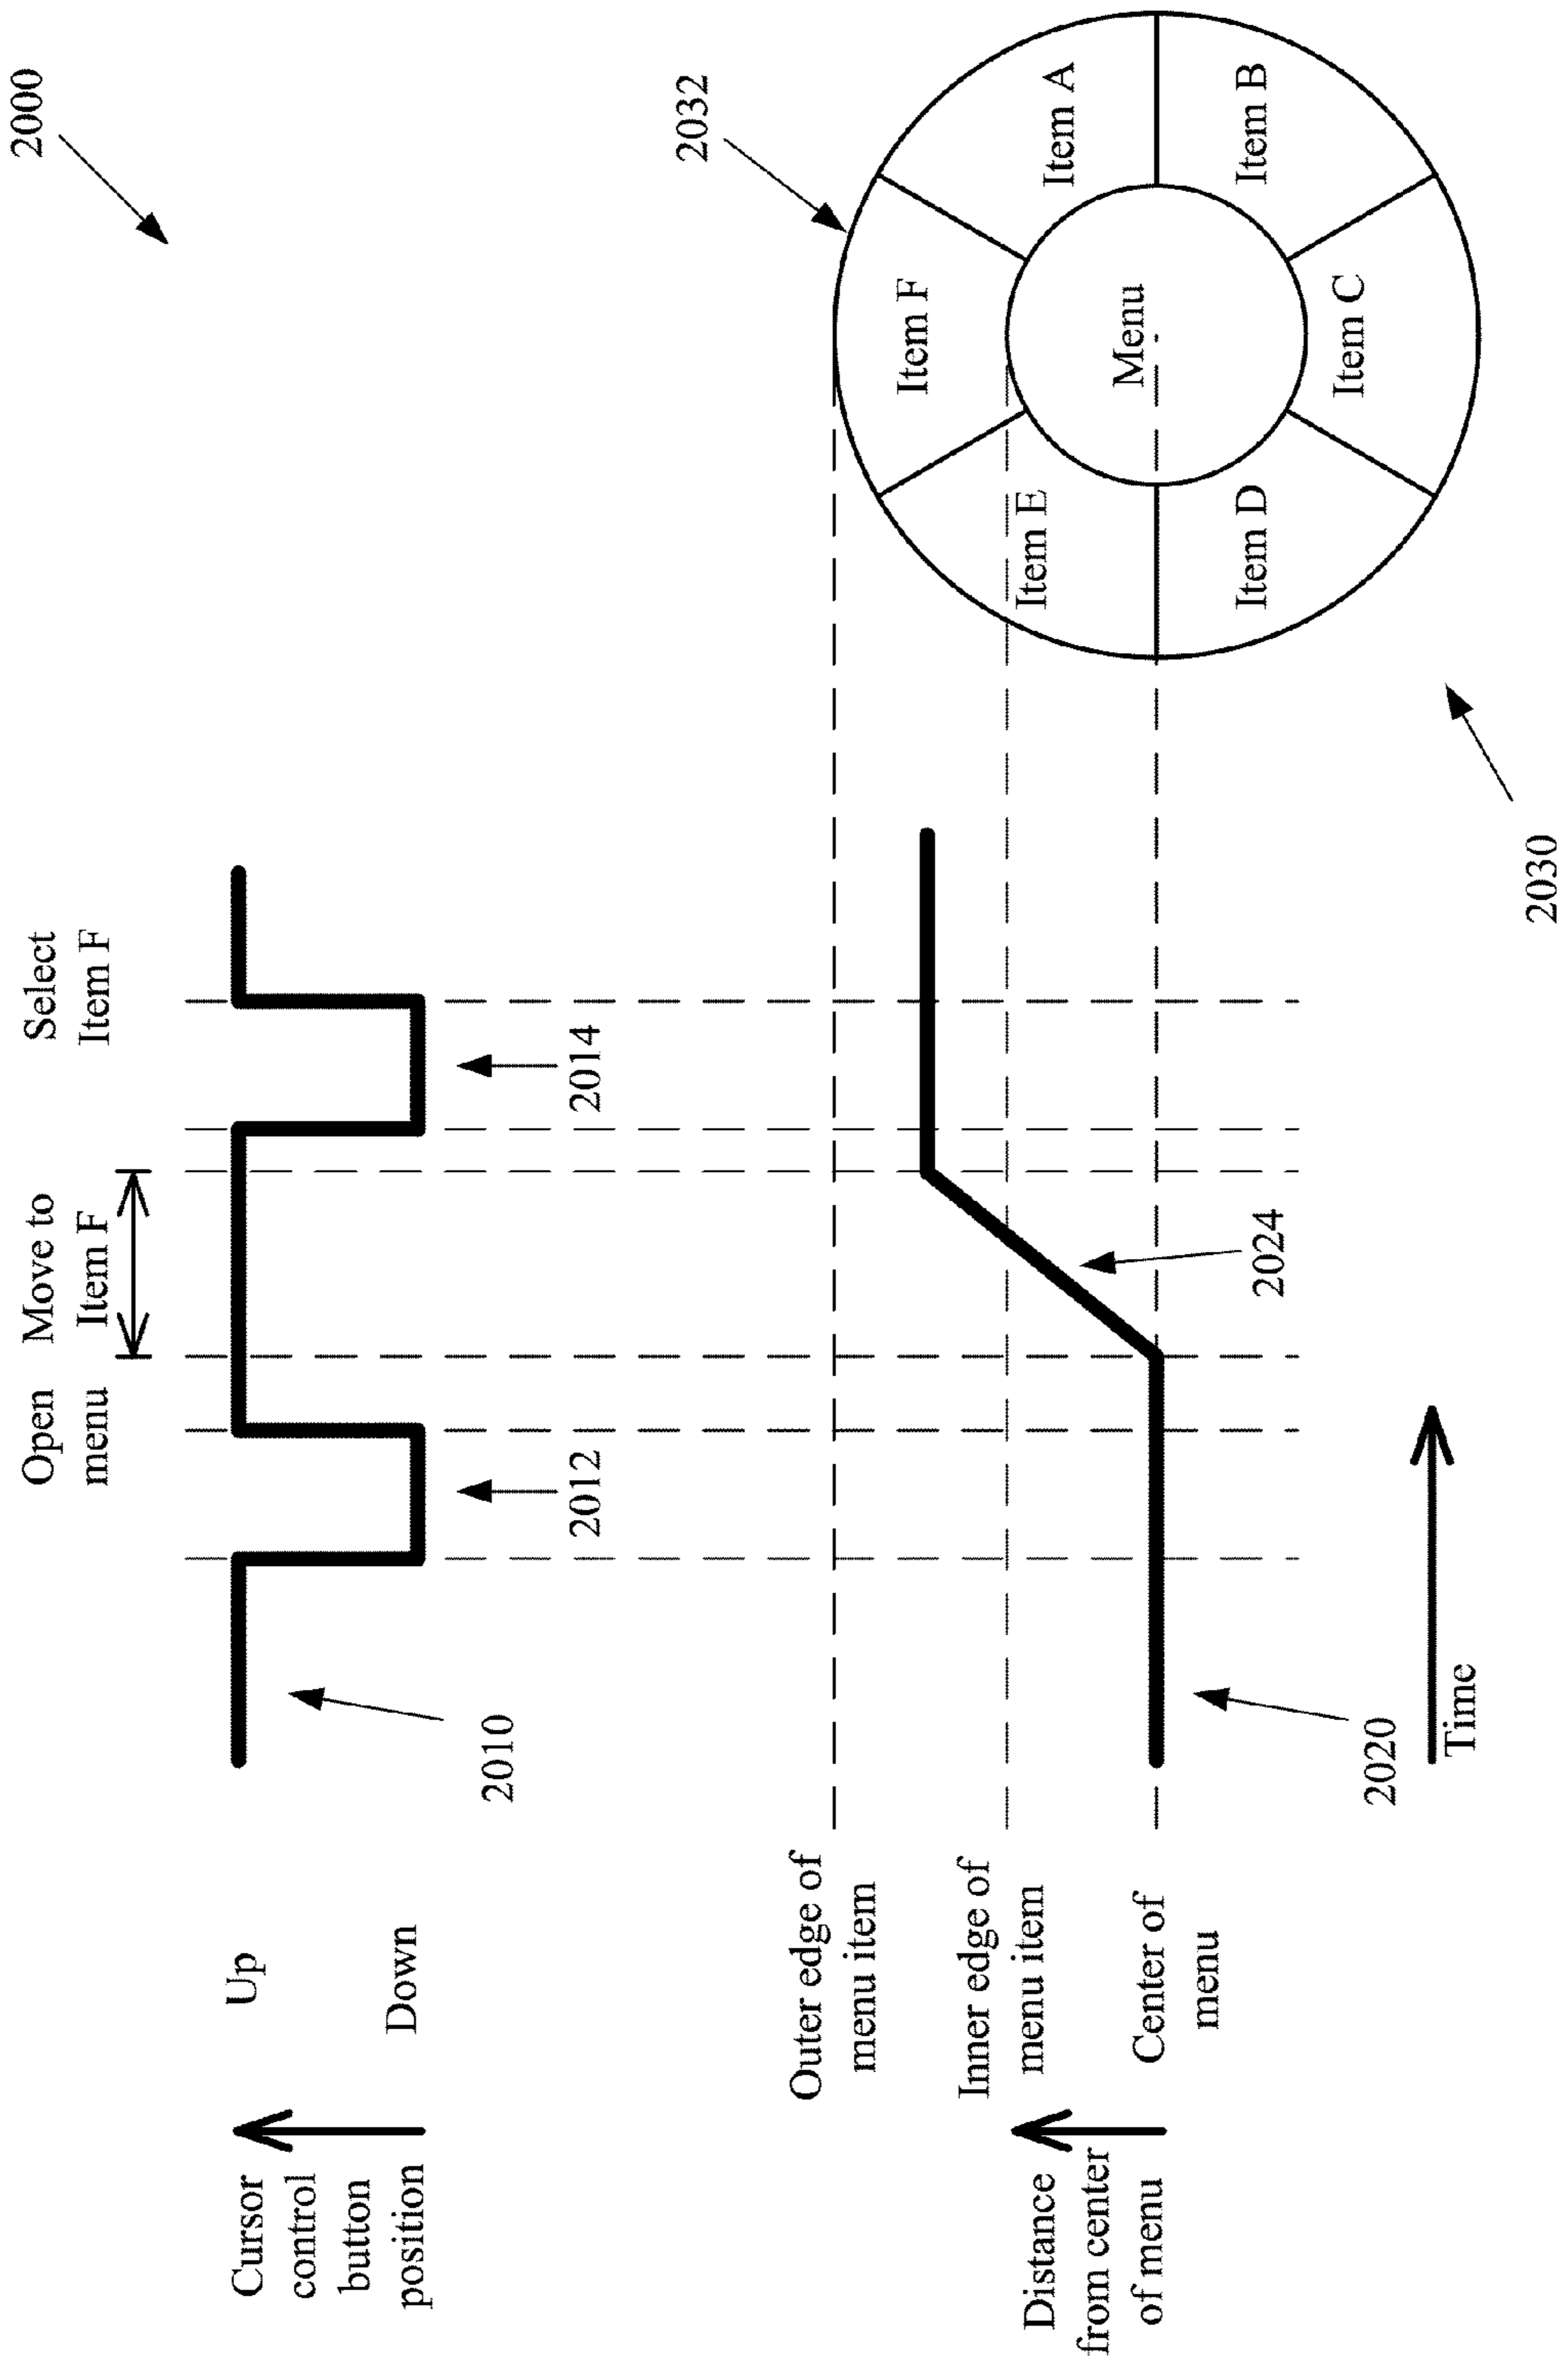 2000
Open
menu
Move to
Item F
Select
Item F
Cursor
control
button
position
Up
Down
2010
2012
2014
2032
Outer edge of
menu item
Inner edge of
menu item
Center of
menu
Distance
from center
of menu
2020
2024
Time
Item F
Item E
Item A
Menu
Item D
Item B
Item C
2030